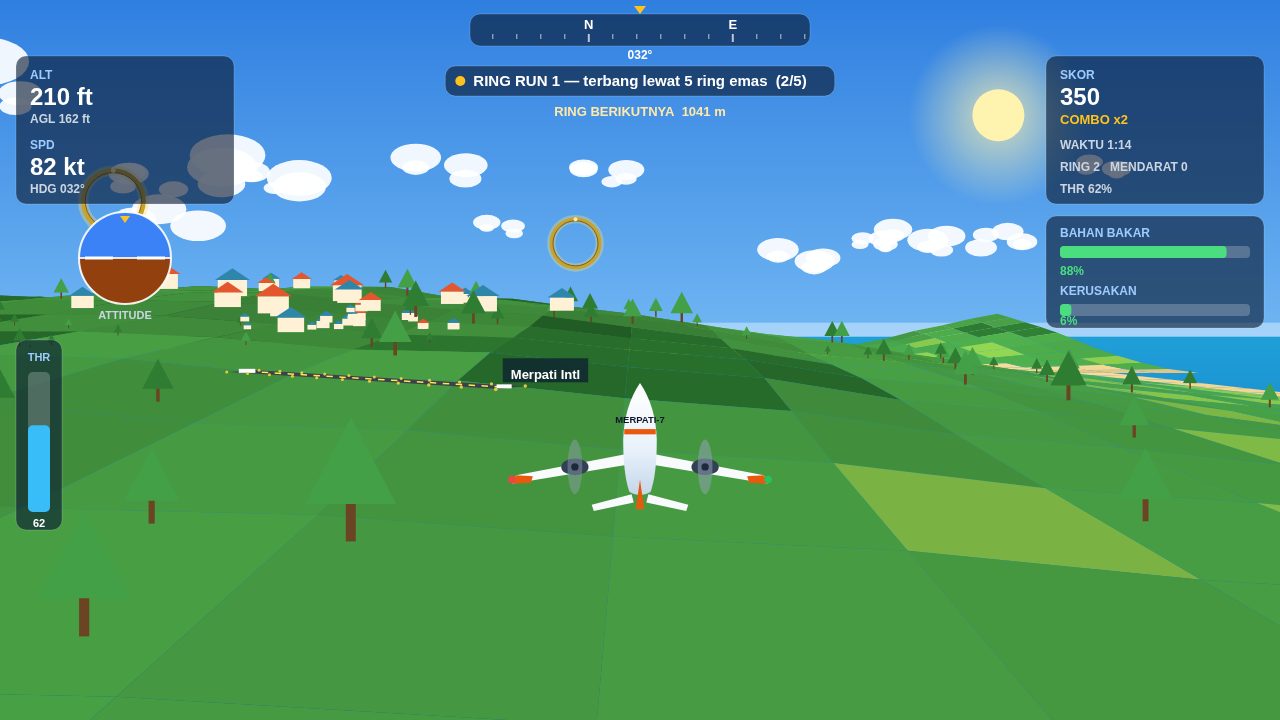 N E
032°
RING RUN 1 — terbang lewat 5 ring emas (2/5)
RING BERIKUTNYA 1041 m
ALT
210 ft
AGL 162 ft
SPD
82 kt
HDG 032°
ATTITUDE
THR
62
SKOR
350
COMBO x2
WAKTU 1:14
RING 2 MENDARAT 0
THR 62%
BAHAN BAKAR
88%
KERUSAKAN
6%
Merpati Intl
MERPATI-7